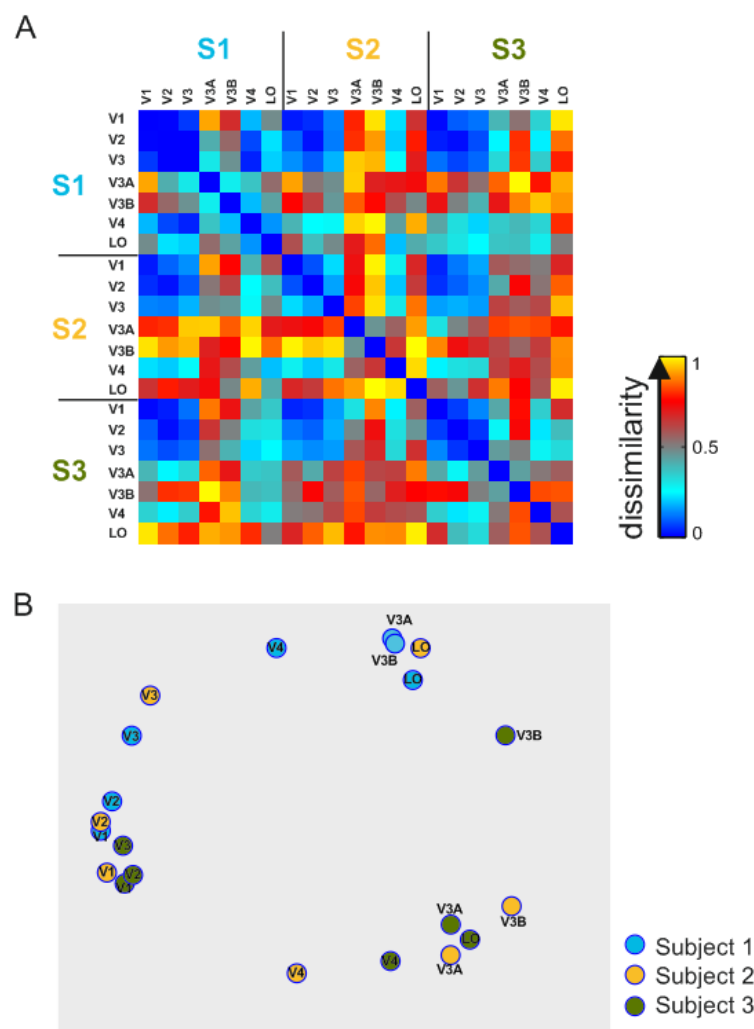 A
S1 S2 S3
V1 V2 V3 V3A V3B V4 LO V1 V2 V3 V3A V3B V4 LO V1 V2 V3 V3A V3B V4 LO
V1
V2
V3
S1 V3A
V3B
V4
LO
V1
V2
V3
S2 V3A
V3B
V4
LO
V1
V2
V3
S3 V3A
V3B
V4
LO
dissimilarity
1
0.5
0
B
V3A
V4 LO
V3B
LO
V3
V3 V3B
V2
V2
V1
V3
V1 V2
V1
V3A
V3B
LO
V4 V3A
V4
Subject 1
Subject 2
Subject 3